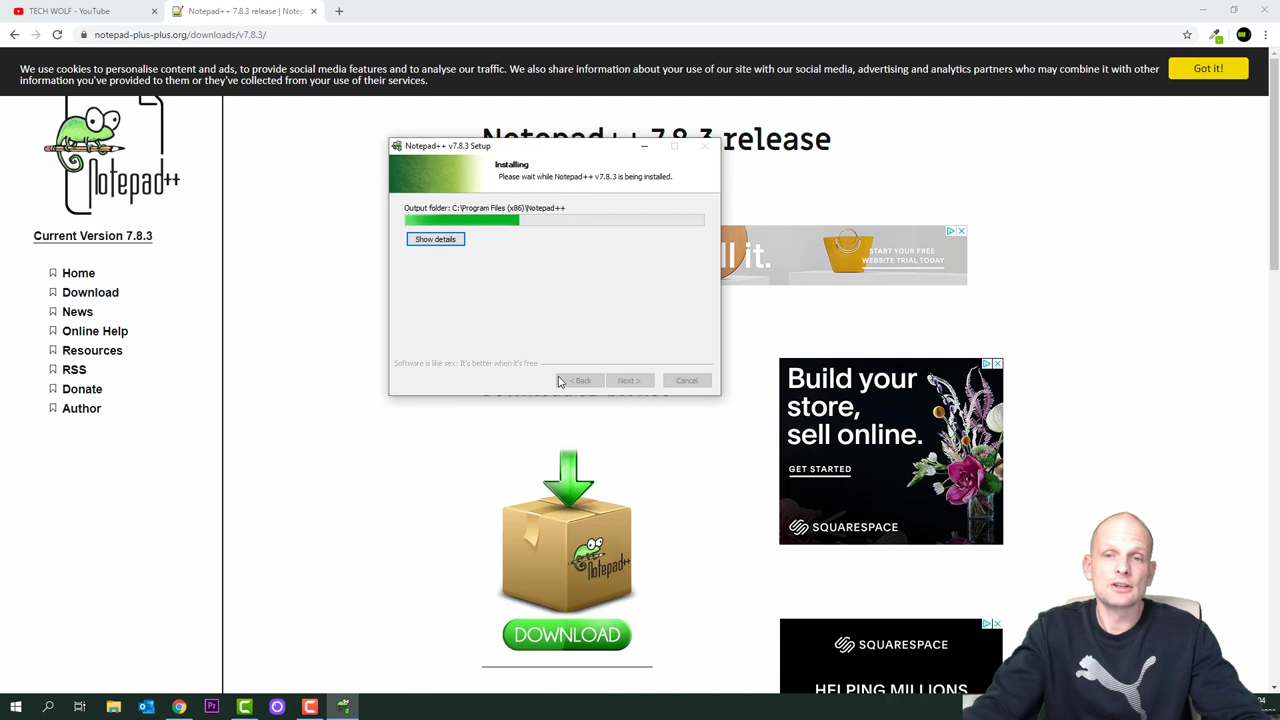 TECH WOLF - YouTube
Notepad++ 7.8.3 release | Notep
notepad-plus-plus.org/downloads/v7.8.3/
We use cookies to personalise content and ads, to provide social media features and to analyse our traffic. We also share information about your use of our site with our social media, advertising and analytics partners who may combine it with other
information you've provided to them or they've collected from your use of their services.
Got it!
Notepad++ 7.8.3 release
Notepad++
Current Version 7.8.3
Home
Download
News
Online Help
Resources
RSS
Donate
Author
Notepad++ v7.8.3 Setup
Installing
Please wait while Notepad++ v7.8.3 is being installed.
Output folder: C:\Program Files (x86)\Notepad++
Show details
Software is like sex: It's better when it's free
< Back
Next >
Cancel
ll it.
START YOUR FREE
WEBSITE TRIAL TODAY
Build your
store,
sell online.
GET STARTED
SQUARESPACE
Notepad++
DOWNLOAD
SQUARESPACE
HELPING MILLIONS
Pr